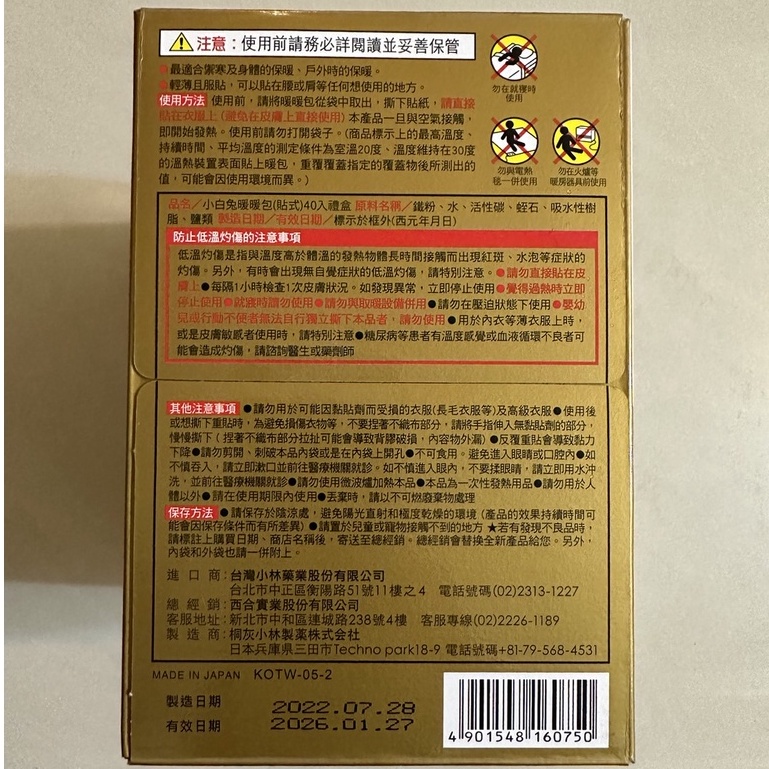 注意：使用前請務必詳閱讀並妥善保管
●最適合禦寒及身體的保暖、戶外時的保暖。
●輕薄且服貼，可以貼在腰或肩等任何想使用的地方。
使用方法 使用前，請將暖暖包從袋中取出，撕下貼紙，請直接
貼在衣服上（避免在皮膚上直接使用）本產品一旦與空氣接觸，
即開始發熱。使用前請勿打開袋子。(商品標示上的最高溫度、
持續時間、平均溫度的測定條件為室溫20度、溫度維持在30度
的溫熱裝置表面貼上暖包，重覆覆蓋指定的覆蓋物後所測出的
值，可能會因使用環境而異。)
勿在就寢時
使用
勿與電熱
毯一併使用
勿在火爐等
暖房器具前使用
品名／小白兔暖暖包(貼式)40入禮盒 原料名稱／鐵粉、水、活性碳、蛭石、吸水性樹
脂、鹽類 製造日期／有效日期／標示於框外(西元年月日)
防止低溫灼傷的注意事項
低溫灼傷是指與溫度高於體溫的發熱物體長時間接觸而出現紅斑、水泡等症狀的
灼傷。另外，有時會出現無自覺症狀的低溫灼傷，請特別注意。●請勿直接貼在皮
膚上●每隔1小時檢查1次皮膚狀況。如發現異常，立即停止使用●覺得過熱時立即
停止使用●就寢時請勿使用●請勿與取暖設備併用●請勿在壓迫狀態下使用●嬰幼
兒或行動不便者無法自行獨立撕下本品者，請勿使用●用於內衣等薄衣服上時，
或是皮膚敏感者使用時，請特別注意●糖尿病等患者有溫度感覺或血液循環不良者可
能會造成灼傷，請諮詢醫生或藥劑師
其他注意事項 ●請勿用於可能因黏貼劑而受損的衣服(長毛衣服等)及高級衣服●使用後
或想撕下重貼時，為避免損傷衣物等，不要捏著不織布部分，請將手指伸入無黏貼劑的部分，
慢慢撕下（捏著不織布部分拉扯可能會導致背膠破損，內容物外漏）●反覆重貼會導致黏力
下降●請勿剪開、刺破本品內袋或是在內袋上開孔●不可食用。避免進入眼睛或口腔內●如
不慎吞入，請立即漱口並前往醫療機關就診。如不慎進入眼內，不要揉眼睛，請立即用水沖
洗，並前往醫療機關就診●請勿使用微波爐加熱本品●本品為一次性發熱用品●請勿用於人
體以外●請在使用期限內使用●丟棄時，請以不可燃廢棄物處理
保存方法 ●請保存於陰涼處，避免陽光直射和極度乾燥的環境（產品的效果持續時間可
能會因保存條件而有所差異）●請置於兒童或寵物接觸不到的地方 ★若有發現不良品時，
請標註上購買日期、商店名稱後，寄送至總經銷。總經銷會替換全新產品給您。另外，
內袋和外袋也請一併附上。
進口商：台灣小林藥業股份有限公司
台北市中正區衡陽路51號11樓之4 電話號碼(02)2313-1227
總經銷：西合實業股份有限公司
客服地址：新北市中和區連城路238號4樓 客服專線(02)2226-1189
製造商：桐灰小林製薬株式会社
日本兵庫県三田市Techno park18-9 電話號碼+81-79-568-4531
MADE IN JAPAN KOTW-05-2
製造日期 2022.07.28
有效日期 2026.01.27
4 901548 160750